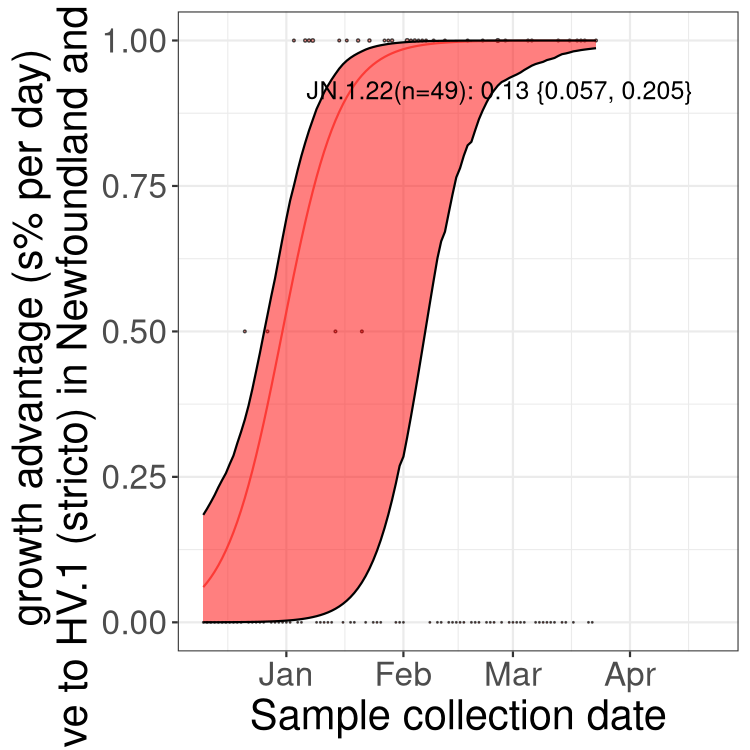 growth advantage (s% per day)
ve to HV.1 (stricto) in Newfoundland and
1.00
0.75
0.50
0.25
0.00
JN.1.22(n=49): 0.13 {0.057, 0.205}
Jan Feb Mar Apr
Sample collection date